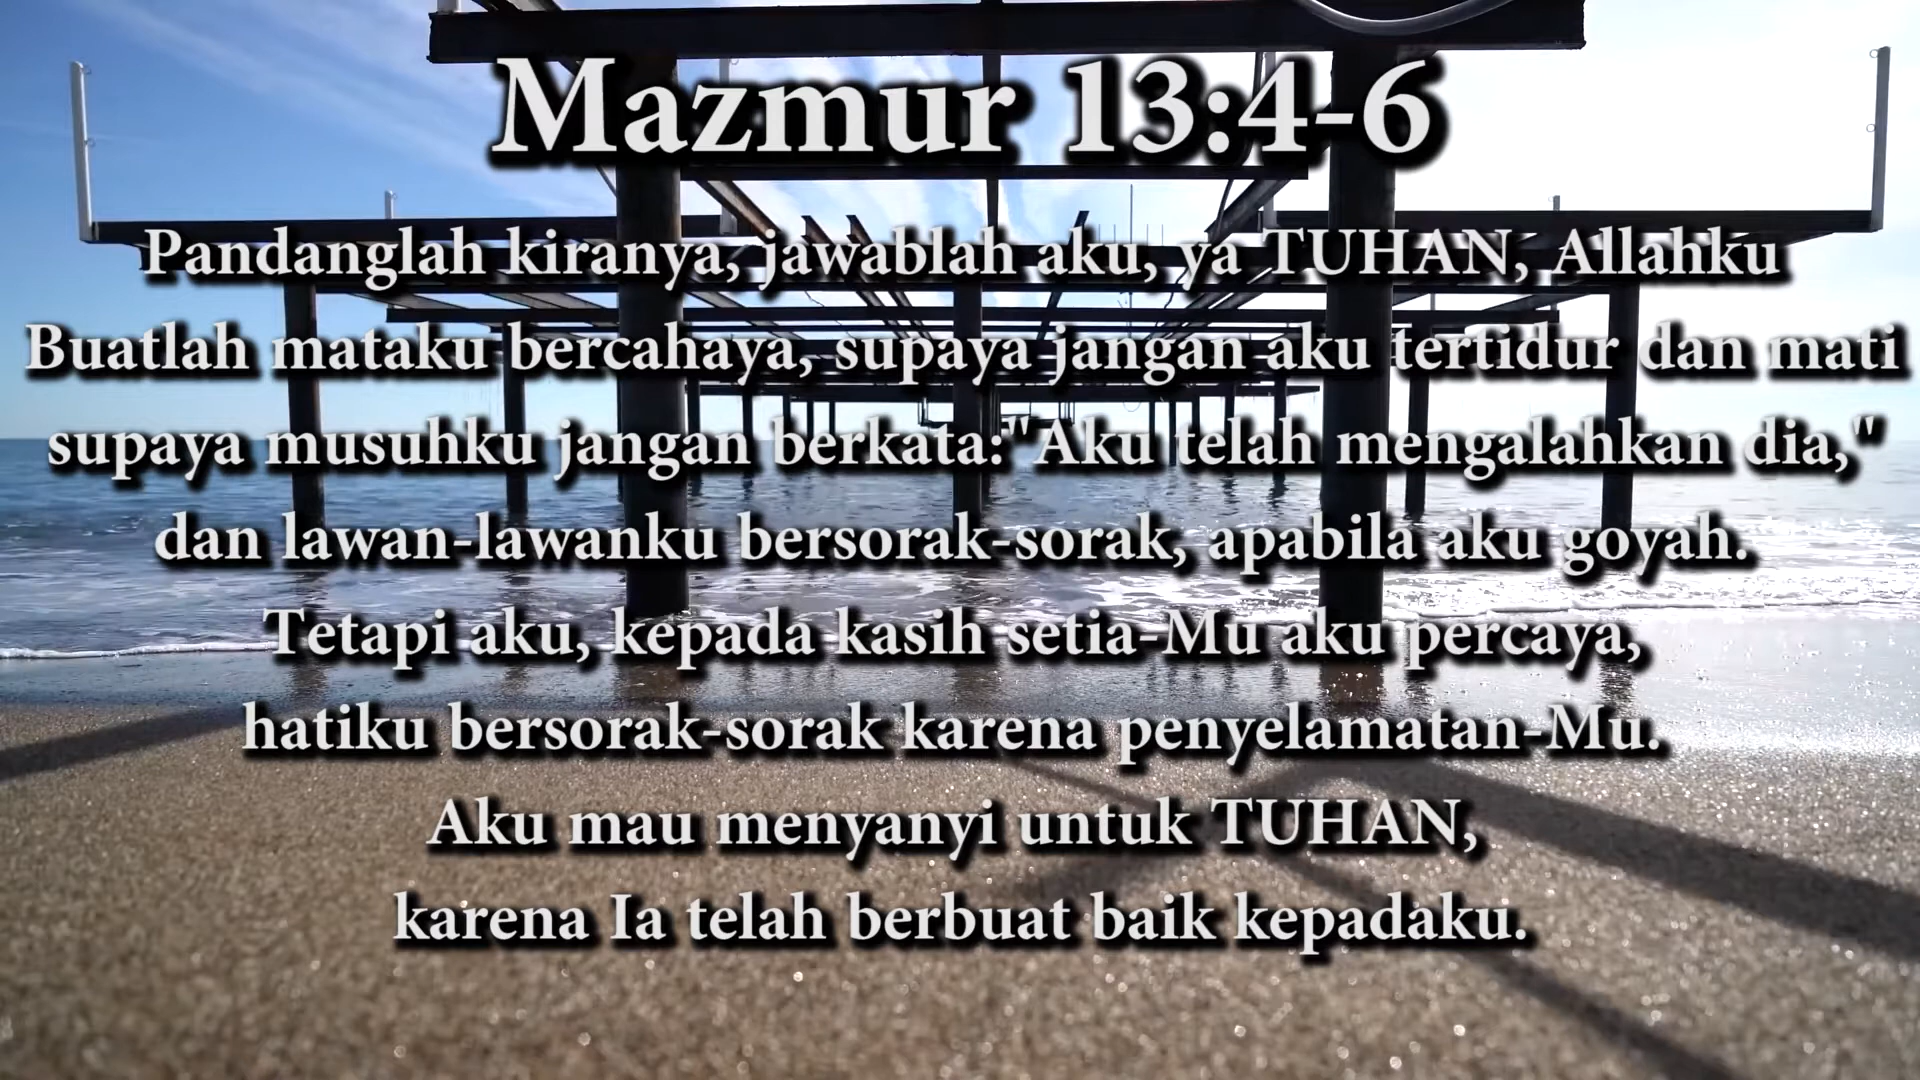 Mazmur 13:4-6
Pandanglah kiranya, jawablah aku, ya TUHAN, Allahku
Buatlah mataku bercahaya, supaya jangan aku tertidur dan mati
supaya musuhku jangan berkata:"Aku telah mengalahkan dia,"
dan lawan-lawanku bersorak-sorak, apabila aku goyah.
Tetapi aku, kepada kasih setia-Mu aku percaya,
hatiku bersorak-sorak karena penyelamatan-Mu.
Aku mau menyanyi untuk TUHAN,
karena Ia telah berbuat baik kepadaku.